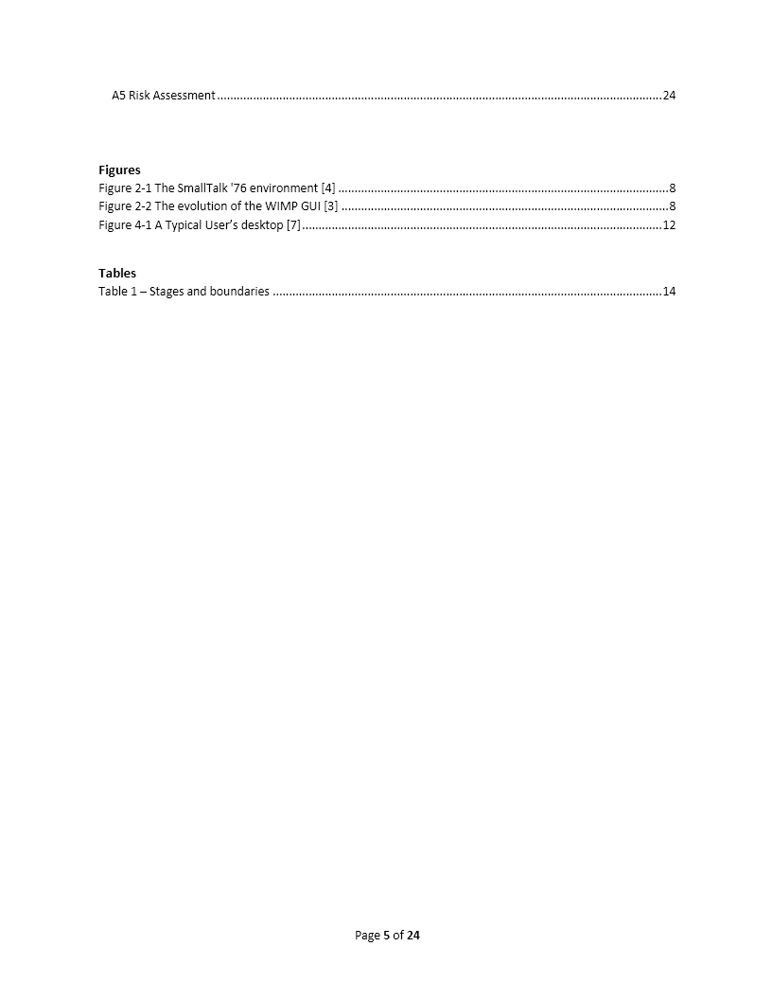 A5 Risk Assessment........................................................................................................................................24
Figures
Figure 2-1 The SmallTalk '76 environment [4] .....................................................................................................8
Figure 2-2 The evolution of the WIMP GUI [3] ....................................................................................................8
Figure 4-1 A Typical User’s desktop [7]..............................................................................................................12
Tables
Table 1 – Stages and boundaries .......................................................................................................................14
Page 5 of 24